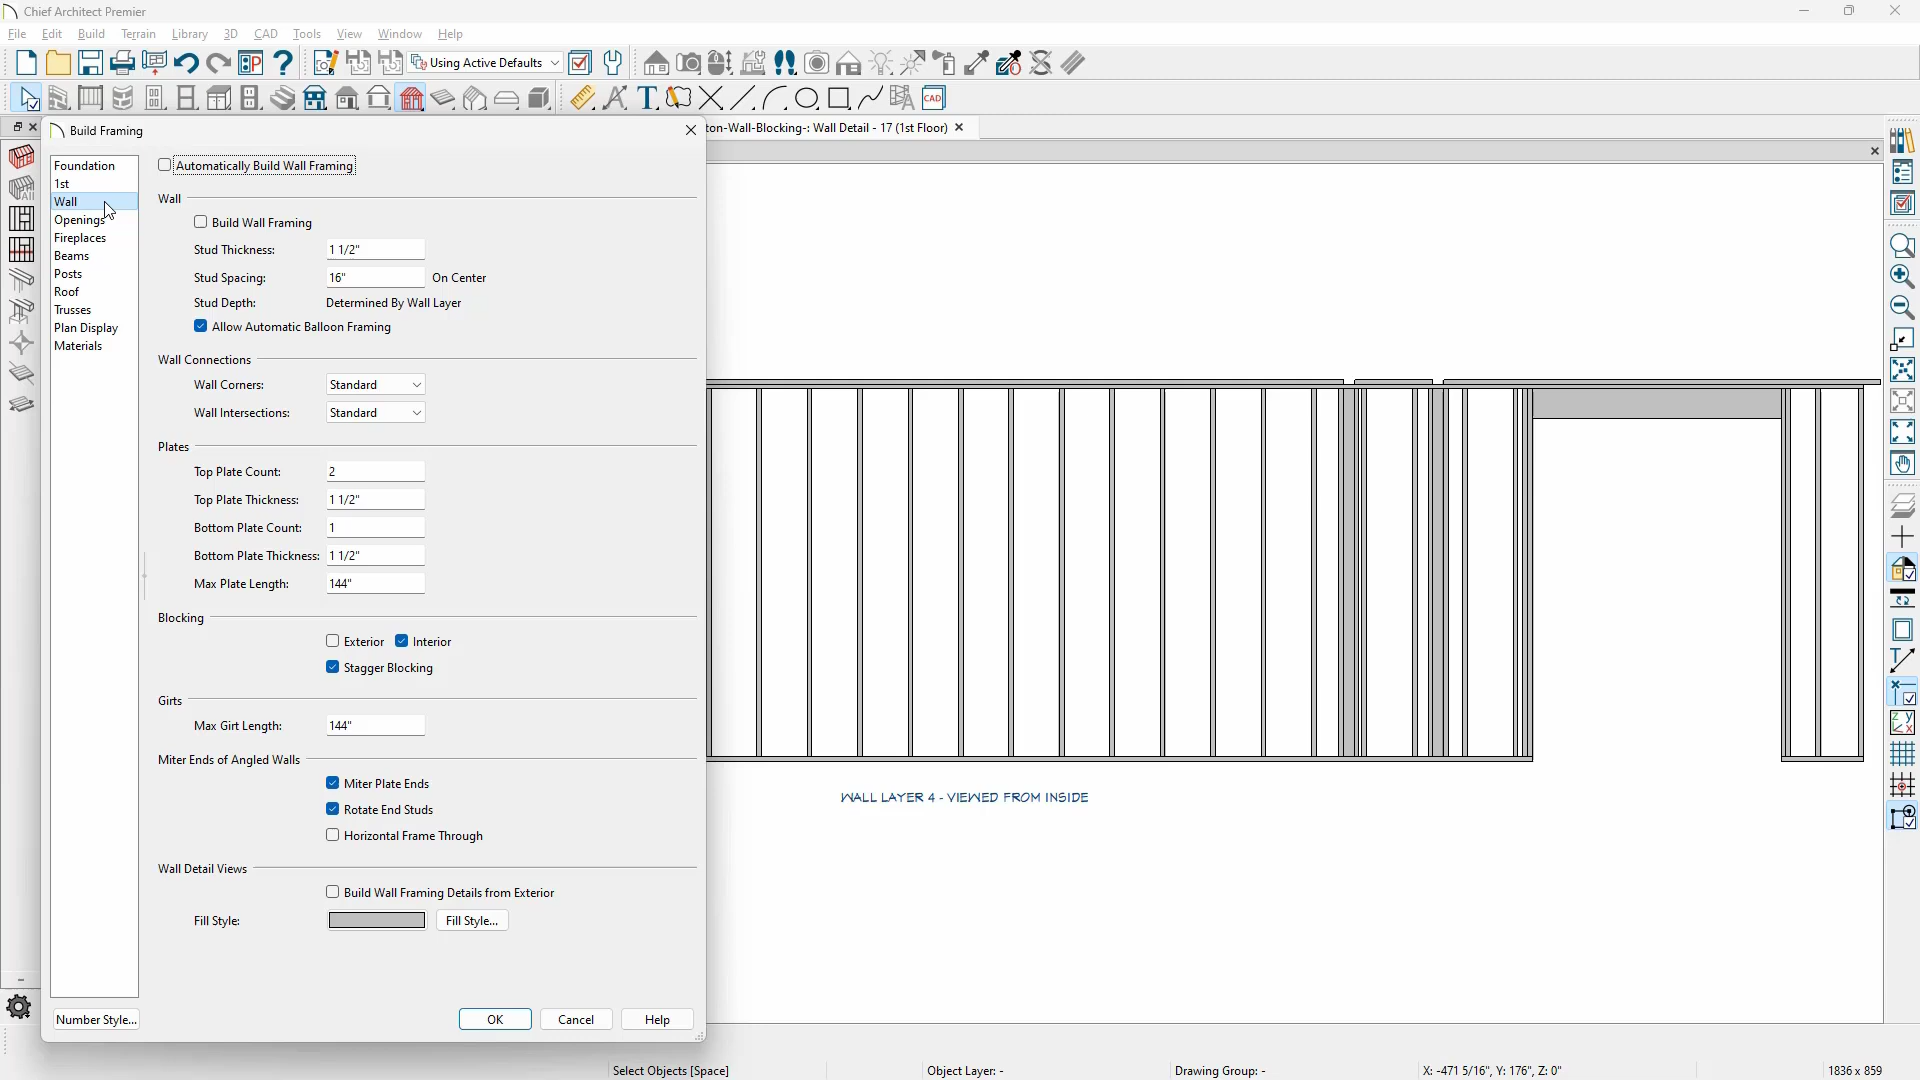 Chief Architect Premier
File Edit Build Terrain Library 3D CAD Tools View Window Help
Using Active Defaults
CAD
Build Framing
ton-Wall-Blocking-: Wall Detail - 17 (1st Floor)
Foundation
1st
Wall
Openings
Fireplaces
Beams
Posts
Roof
Trusses
Plan Display
Materials
Automatically Build Wall Framing
Wall
Build Wall Framing
Stud Thickness: 1 1/2"
Stud Spacing: 16" On Center
Stud Depth: Determined By Wall Layer
Allow Automatic Balloon Framing
Wall Connections
Wall Corners: Standard
Wall Intersections: Standard
Plates
Top Plate Count: 2
Top Plate Thickness: 1 1/2"
Bottom Plate Count: 1
Bottom Plate Thickness: 1 1/2"
Max Plate Length: 144"
Blocking
Exterior Interior
Stagger Blocking
Girts
Max Girt Length: 144"
Miter Ends of Angled Walls
Miter Plate Ends
Rotate End Studs
Horizontal Frame Through
Wall Detail Views
Build Wall Framing Details from Exterior
Fill Style: Fill Style...
Number Style... OK Cancel Help
WALL LAYER 4 - VIEWED FROM INSIDE
Select Objects [Space] Object Layer: - Drawing Group: - X: -471 5/16", Y: 176", Z: 0" 1836 x 859